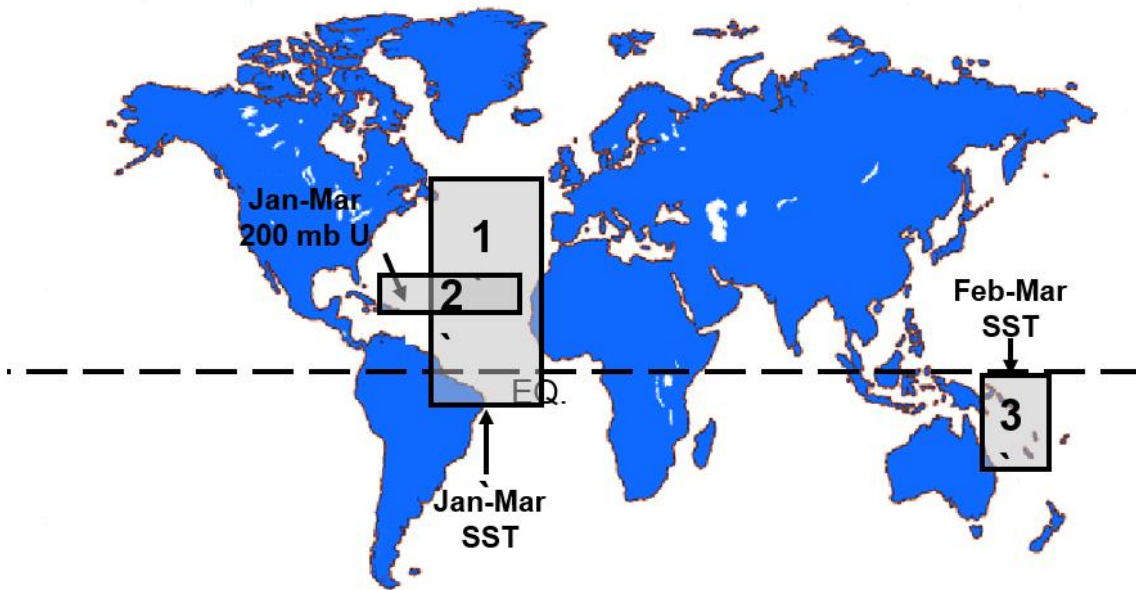 Jan-Mar
200 mb U
1
2
`
Feb-Mar
SST
EQ.
3
`
`
Jan-Mar
SST